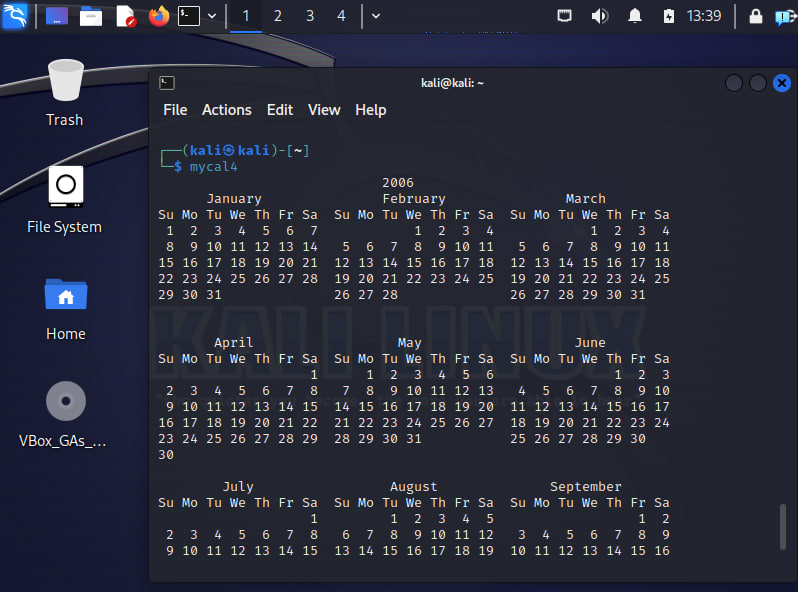 1 2 3 4 13:39
Trash
File System
Home
VBox_GAs_...
kali@kali: ~
File Actions Edit View Help
┌──(kali㉿kali)-[~]
└─$ mycal4
2006
January February March
Su Mo Tu We Th Fr Sa Su Mo Tu We Th Fr Sa Su Mo Tu We Th Fr Sa
1 2 3 4 5 6 7 1 2 3 4 1 2 3 4
8 9 10 11 12 13 14 5 6 7 8 9 10 11 5 6 7 8 9 10 11
15 16 17 18 19 20 21 12 13 14 15 16 17 18 12 13 14 15 16 17 18
22 23 24 25 26 27 28 19 20 21 22 23 24 25 19 20 21 22 23 24 25
29 30 31 26 27 28 26 27 28 29 30 31
KALI LINUX
April May June
Su Mo Tu We Th Fr Sa Su Mo Tu We Th Fr Sa Su Mo Tu We Th Fr Sa
1 1 2 3 4 5 6 1 2 3
2 3 4 5 6 7 8 7 8 9 10 11 12 13 4 5 6 7 8 9 10
9 10 11 12 13 14 15 14 15 16 17 18 19 20 11 12 13 14 15 16 17
16 17 18 19 20 21 22 21 22 23 24 25 26 27 18 19 20 21 22 23 24
23 24 25 26 27 28 29 28 29 30 31 25 26 27 28 29 30
30
July August September
Su Mo Tu We Th Fr Sa Su Mo Tu We Th Fr Sa Su Mo Tu We Th Fr Sa
1 1 2 3 4 5 1 2
2 3 4 5 6 7 8 6 7 8 9 10 11 12 3 4 5 6 7 8 9
9 10 11 12 13 14 15 13 14 15 16 17 18 19 10 11 12 13 14 15 16